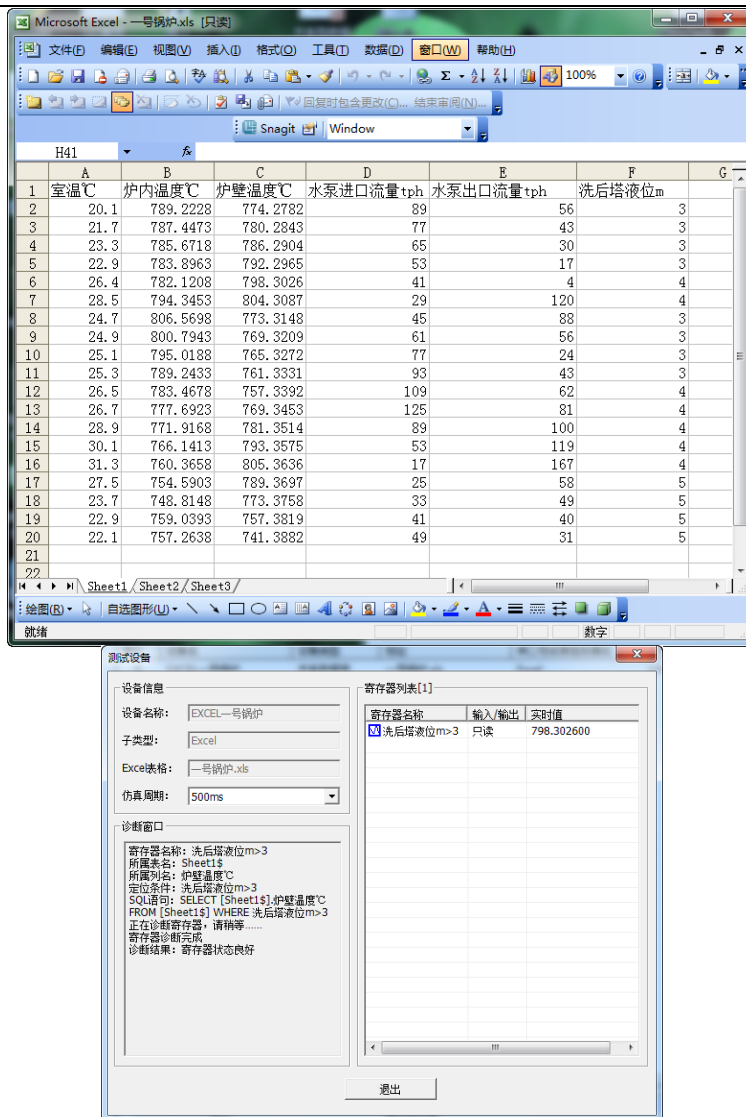 Microsoft Excel - 一号锅炉.xls [只读]
文件(F) 编辑(E) 视图(V) 插入(I) 格式(O) 工具(T) 数据(D) 窗口(W) 帮助(H)
Σ 100%
回复时包含更改(C)... 结束审阅(N)...
Snagit Window
H41 fx
A B C D E F G
1 室温℃ 炉内温度℃ 炉壁温度℃ 水泵进口流量tph 水泵出口流量tph 洗后塔液位m
2 20.1 789.2228 774.2782 89 56 3
3 21.7 787.4473 780.2843 77 43 3
4 23.3 785.6718 786.2904 65 30 3
5 22.9 783.8963 792.2965 53 17 3
6 26.4 782.1208 798.3026 41 4 4
7 28.5 794.3453 804.3087 29 120 4
8 24.7 806.5698 773.3148 45 88 3
9 24.9 800.7943 769.3209 61 56 3
10 25.1 795.0188 765.3272 77 24 3
11 25.3 789.2433 761.3331 93 43 3
12 26.5 783.4678 757.3392 109 62 4
13 26.7 777.6923 769.3453 125 81 4
14 28.9 771.9168 781.3514 89 100 4
15 30.1 766.1413 793.3575 53 119 4
16 31.3 760.3658 805.3636 17 167 4
17 27.5 754.5903 789.3697 25 58 5
18 23.7 748.8148 773.3758 33 49 5
19 22.9 759.0393 757.3819 41 40 5
20 22.1 757.2638 741.3882 49 31 5
21
22
Sheet1 Sheet2 Sheet3
绘图(R) 自选图形(U)
就绪 数字
测试设备
设备信息
设备名称: EXCEL—号锅炉
子类型: Excel
Excel表格: 一号锅炉.xls
仿真周期: 500ms
诊断窗口
寄存器名称: 洗后塔液位m>3
所属表名: Sheet1$
所属列名: 炉壁温度℃
定位条件: 洗后塔液位m>3
SQL语句: SELECT [Sheet1$].炉壁温度℃
FROM [Sheet1$] WHERE 洗后塔液位m>3
正在诊断寄存器，请稍等......
寄存器诊断完成
诊断结果: 寄存器状态良好
寄存器列表[1]
寄存器名称 输入/输出 实时值
洗后塔液位m>3 只读 798.302600
退出